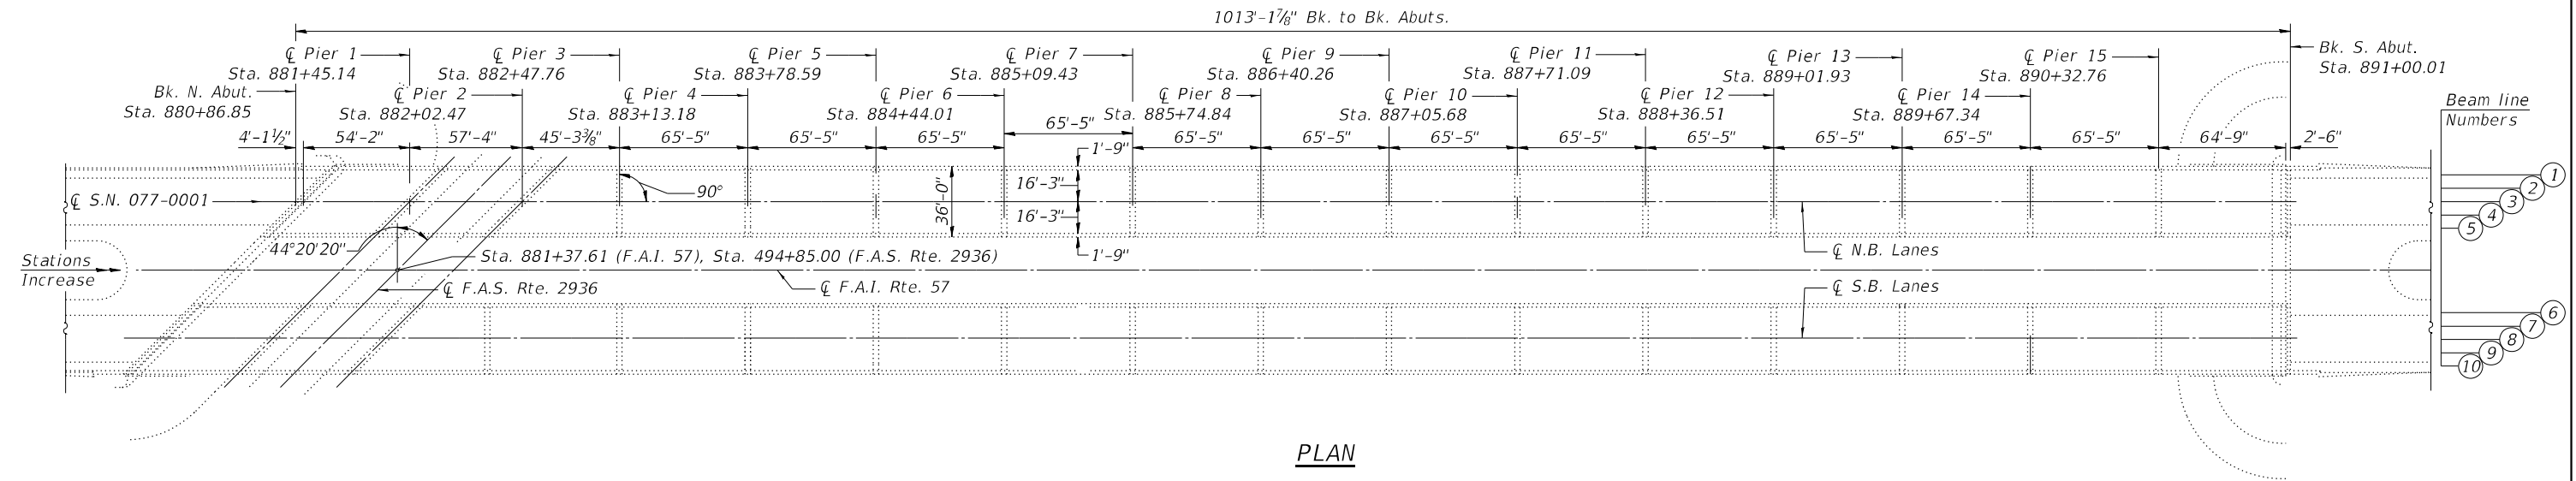 1013'-1⅞" Bk. to Bk. Abuts.
℄ Pier 1
Sta. 881+45.14
℄ Pier 3
Sta. 882+47.76
℄ Pier 5
Sta. 883+78.59
℄ Pier 7
Sta. 885+09.43
℄ Pier 9
Sta. 886+40.26
℄ Pier 11
Sta. 887+71.09
℄ Pier 13
Sta. 889+01.93
℄ Pier 15
Sta. 890+32.76
Bk. S. Abut.
Sta. 891+00.01
Bk. N. Abut.
Sta. 880+86.85
℄ Pier 2
Sta. 882+02.47
℄ Pier 4
Sta. 883+13.18
℄ Pier 6
Sta. 884+44.01
℄ Pier 8
Sta. 885+74.84
℄ Pier 10
Sta. 887+05.68
℄ Pier 12
Sta. 888+36.51
℄ Pier 14
Sta. 889+67.34
Beam line
Numbers
4'-1½" 54'-2" 57'-4" 45'-3⅜" 65'-5" 65'-5" 65'-5" 65'-5" 65'-5" 65'-5" 65'-5" 65'-5" 65'-5" 65'-5" 65'-5" 65'-5" 64'-9" 2'-6"
1'-9"
16'-3"
36'-0"
16'-3"
1'-9"
90°
℄ S.N. 077-0001
1
2
3
4
5
44°20'20"
Sta. 881+37.61 (F.A.I. 57), Sta. 494+85.00 (F.A.S. Rte. 2936)
℄ N.B. Lanes
Stations
Increase
℄ F.A.S. Rte. 2936
℄ F.A.I. Rte. 57
℄ S.B. Lanes
6
7
8
9
10
PLAN